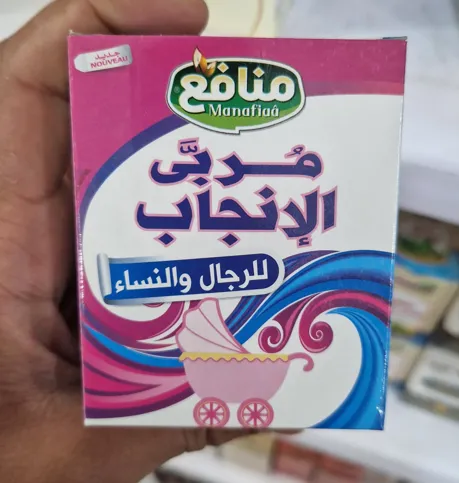 جديد
NOUVEAU
منافع
Manafiaâ
مُربَّى
الإنجاب
للرجال والنساء